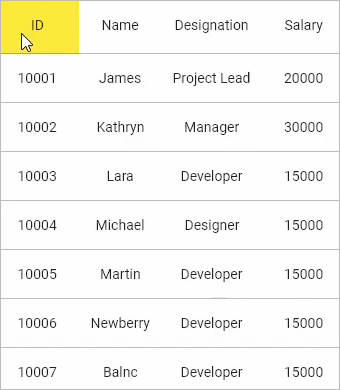 ID Name Designation Salary
10001 James Project Lead 20000
10002 Kathryn Manager 30000
10003 Lara Developer 15000
10004 Michael Designer 15000
10005 Martin Developer 15000
10006 Newberry Developer 15000
10007 Balnc Developer 15000